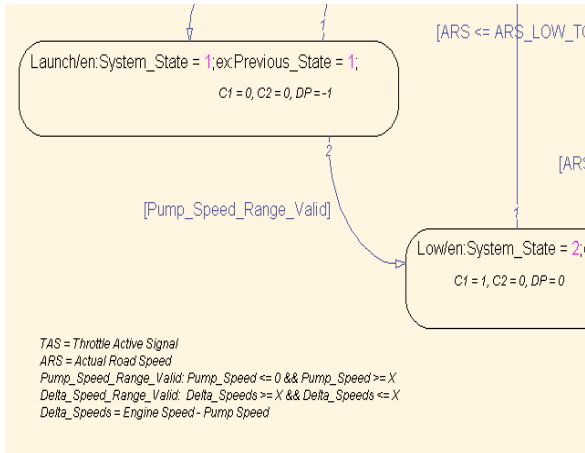 1
[ARS <= ARS_LOW_TO
Launch/en:System_State = 1;ex:Previous_State = 1;
C1 = 0, C2 = 0, DP = -1
2
[ARS
[Pump_Speed_Range_Valid]
1
Low/en:System_State = 2;
C1 = 1, C2 = 0, DP = 0
TAS = Throttle Active Signal
ARS = Actual Road Speed
Pump_Speed_Range_Valid: Pump_Speed <= 0 && Pump_Speed >= X
Delta_Speed_Range_Valid: Delta_Speeds >= X && Delta_Speeds <= X
Delta_Speeds = Engine Speed - Pump Speed